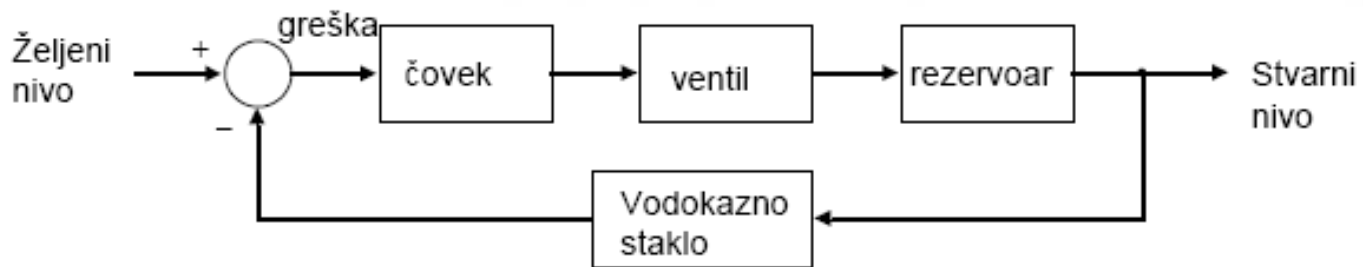 greška
Željeni
nivo
+
−
čovek
ventil
rezervoar
Stvarni
nivo
Vodokazno
staklo